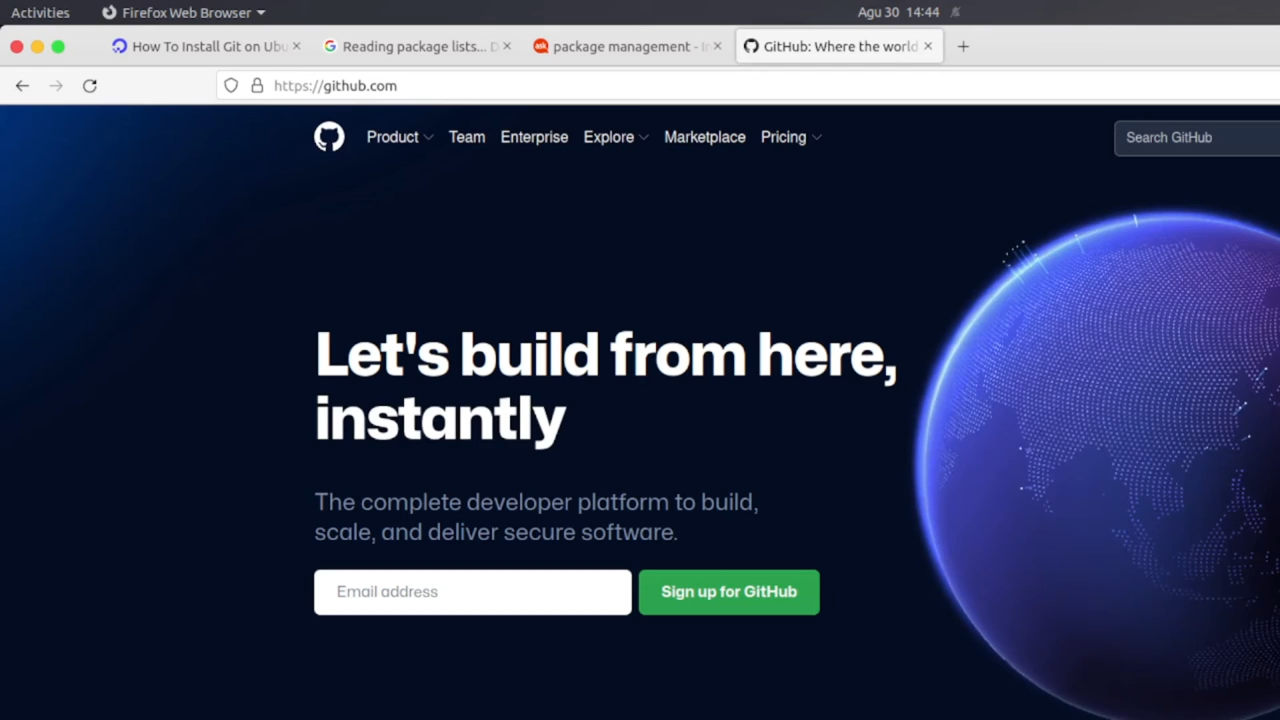 Activities Firefox Web Browser Agu 30 14:44
How To Install Git on Ubu Reading package lists... D package management - In GitHub: Where the world
https://github.com
Product Team Enterprise Explore Marketplace Pricing Search GitHub
Let's build from here,
instantly
The complete developer platform to build,
scale, and deliver secure software.
Email address Sign up for GitHub